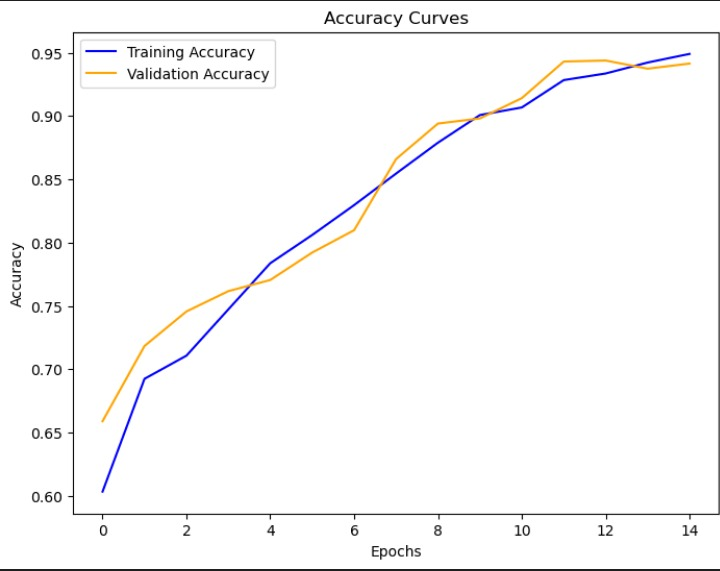 Accuracy Curves
Training Accuracy
Validation Accuracy
0.95
0.90
0.85
0.80
0.75
0.70
0.65
0.60
Accuracy
0 2 4 6 8 10 12 14
Epochs